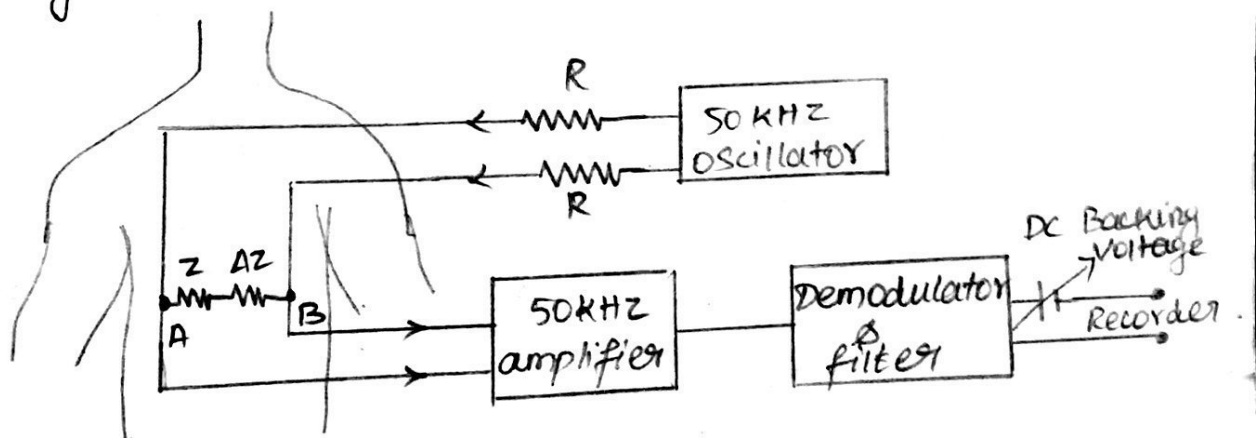 R
50 KHZ
oscillator
R
DC Backing
Voltage
Z ΔZ
A
B
50KHZ
amplifier
Demodulator
&
filter
Recorder.